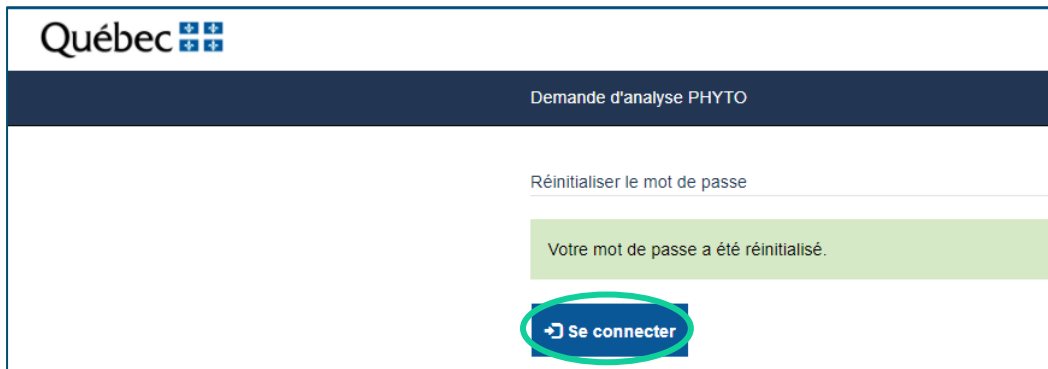 Québec
Demande d'analyse PHYTO
Réinitialiser le mot de passe
Votre mot de passe a été réinitialisé.
Se connecter